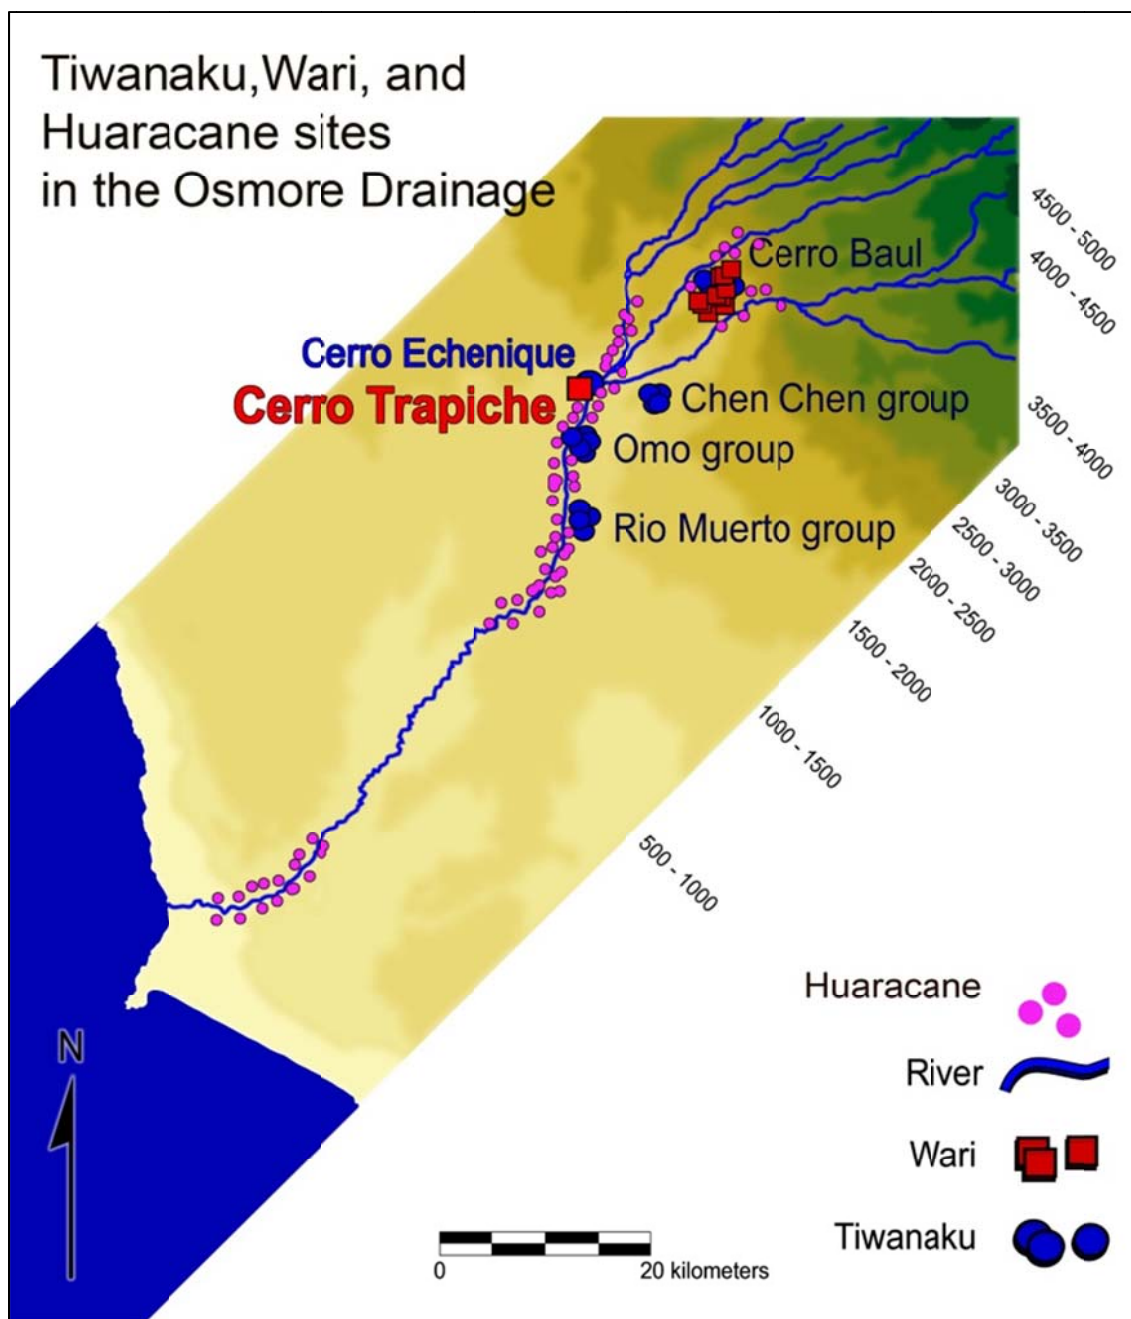 Tiwanaku,Wari, and
Huaracane sites
in the Osmore Drainage
4500 - 5000
Cerro Baul
4000 - 4500
Cerro Echenique
Cerro Trapiche
Chen Chen group
3500 - 4000
Omo group
3000 - 3500
Rio Muerto group
2500 - 3000
2000 - 2500
1500 - 2000
1000 - 1500
500 - 1000
Huaracane
N
River
Wari
Tiwanaku
0 20 kilometers